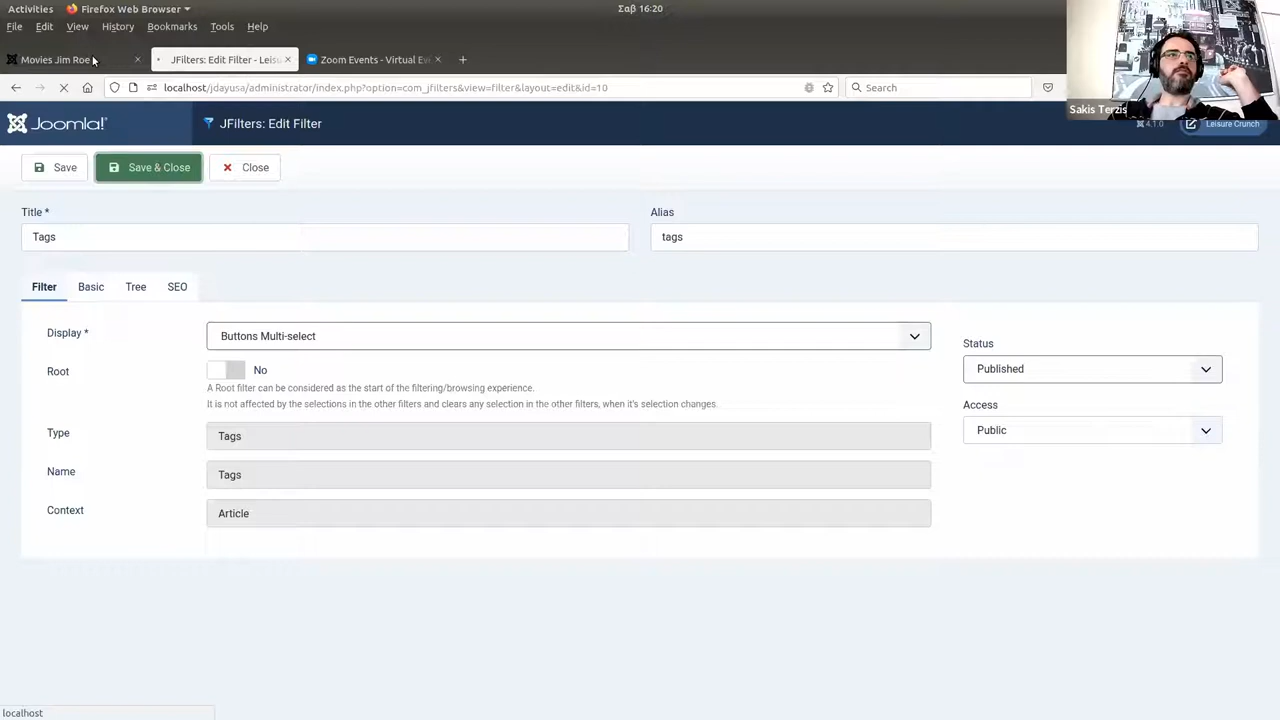 Activities
Firefox Web Browser
Σαβ 16:20
File Edit View History Bookmarks Tools Help
Movies Jim Roe
JFilters: Edit Filter - Leisu
Zoom Events - Virtual Ev
localhost/jdayusa/administrator/index.php?option=com_jfilters&view=filter&layout=edit&id=10
Search
Sakis Terzis
Joomla!
JFilters: Edit Filter
4.1.0
Leisure Crunch
Save
Save & Close
Close
Title *
Alias
Tags
tags
Filter Basic Tree SEO
Display *
Buttons Multi-select
Status
Published
Root
No
A Root filter can be considered as the start of the filtering/browsing experience.
It is not affected by the selections in the other filters and clears any selection in the other filters, when it's selection changes.
Access
Public
Type
Tags
Name
Tags
Context
Article
localhost